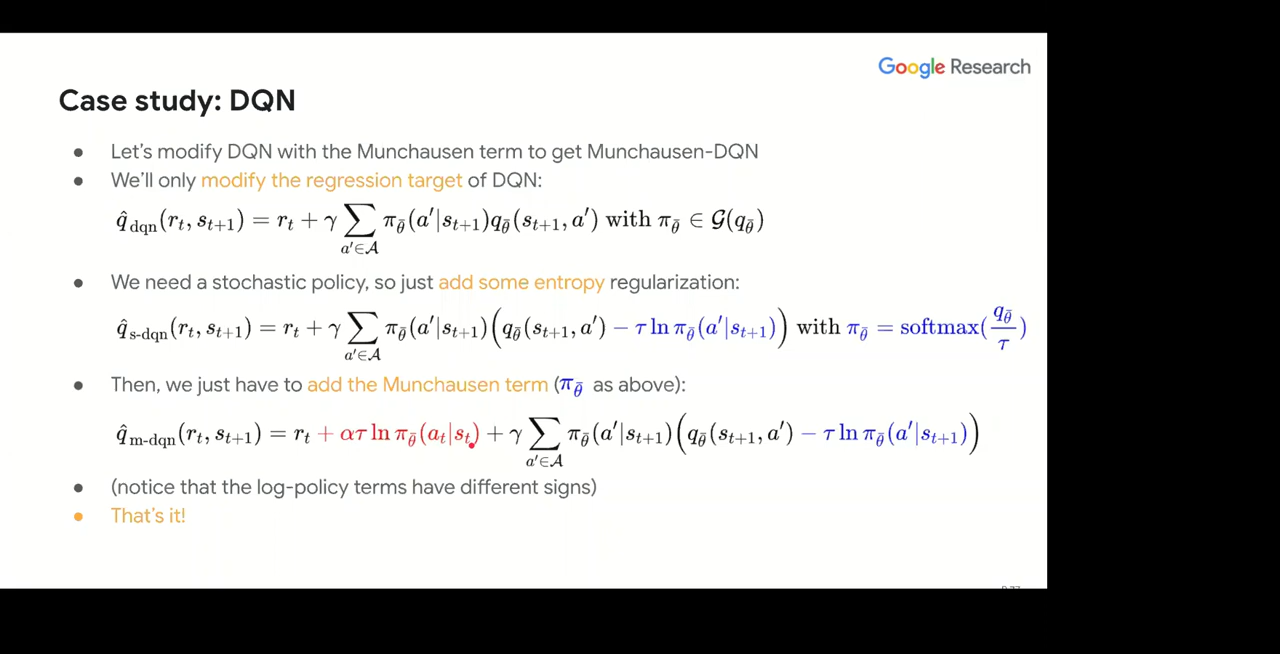 Google Research
Case study: DQN
● Let's modify DQN with the Munchausen term to get Munchausen-DQN
● We'll only modify the regression target of DQN:
q̂_dqn(r_t, s_{t+1}) = r_t + γ ∑_{a'∈𝒜} π_θ̄(a'|s_{t+1})q_θ̄(s_{t+1}, a') with π_θ̄ ∈ 𝒢(q_θ̄)
● We need a stochastic policy, so just add some entropy regularization:
q̂_s-dqn(r_t, s_{t+1}) = r_t + γ ∑_{a'∈𝒜} π_θ̄(a'|s_{t+1})(q_θ̄(s_{t+1}, a') − τ ln π_θ̄(a'|s_{t+1})) with π_θ̄ = softmax(q_θ̄/τ)
● Then, we just have to add the Munchausen term (π_θ̄ as above):
q̂_m-dqn(r_t, s_{t+1}) = r_t + ατ ln π_θ̄(a_t|s_t) + γ ∑_{a'∈𝒜} π_θ̄(a'|s_{t+1})(q_θ̄(s_{t+1}, a') − τ ln π_θ̄(a'|s_{t+1}))
● (notice that the log-policy terms have different signs)
● That's it!